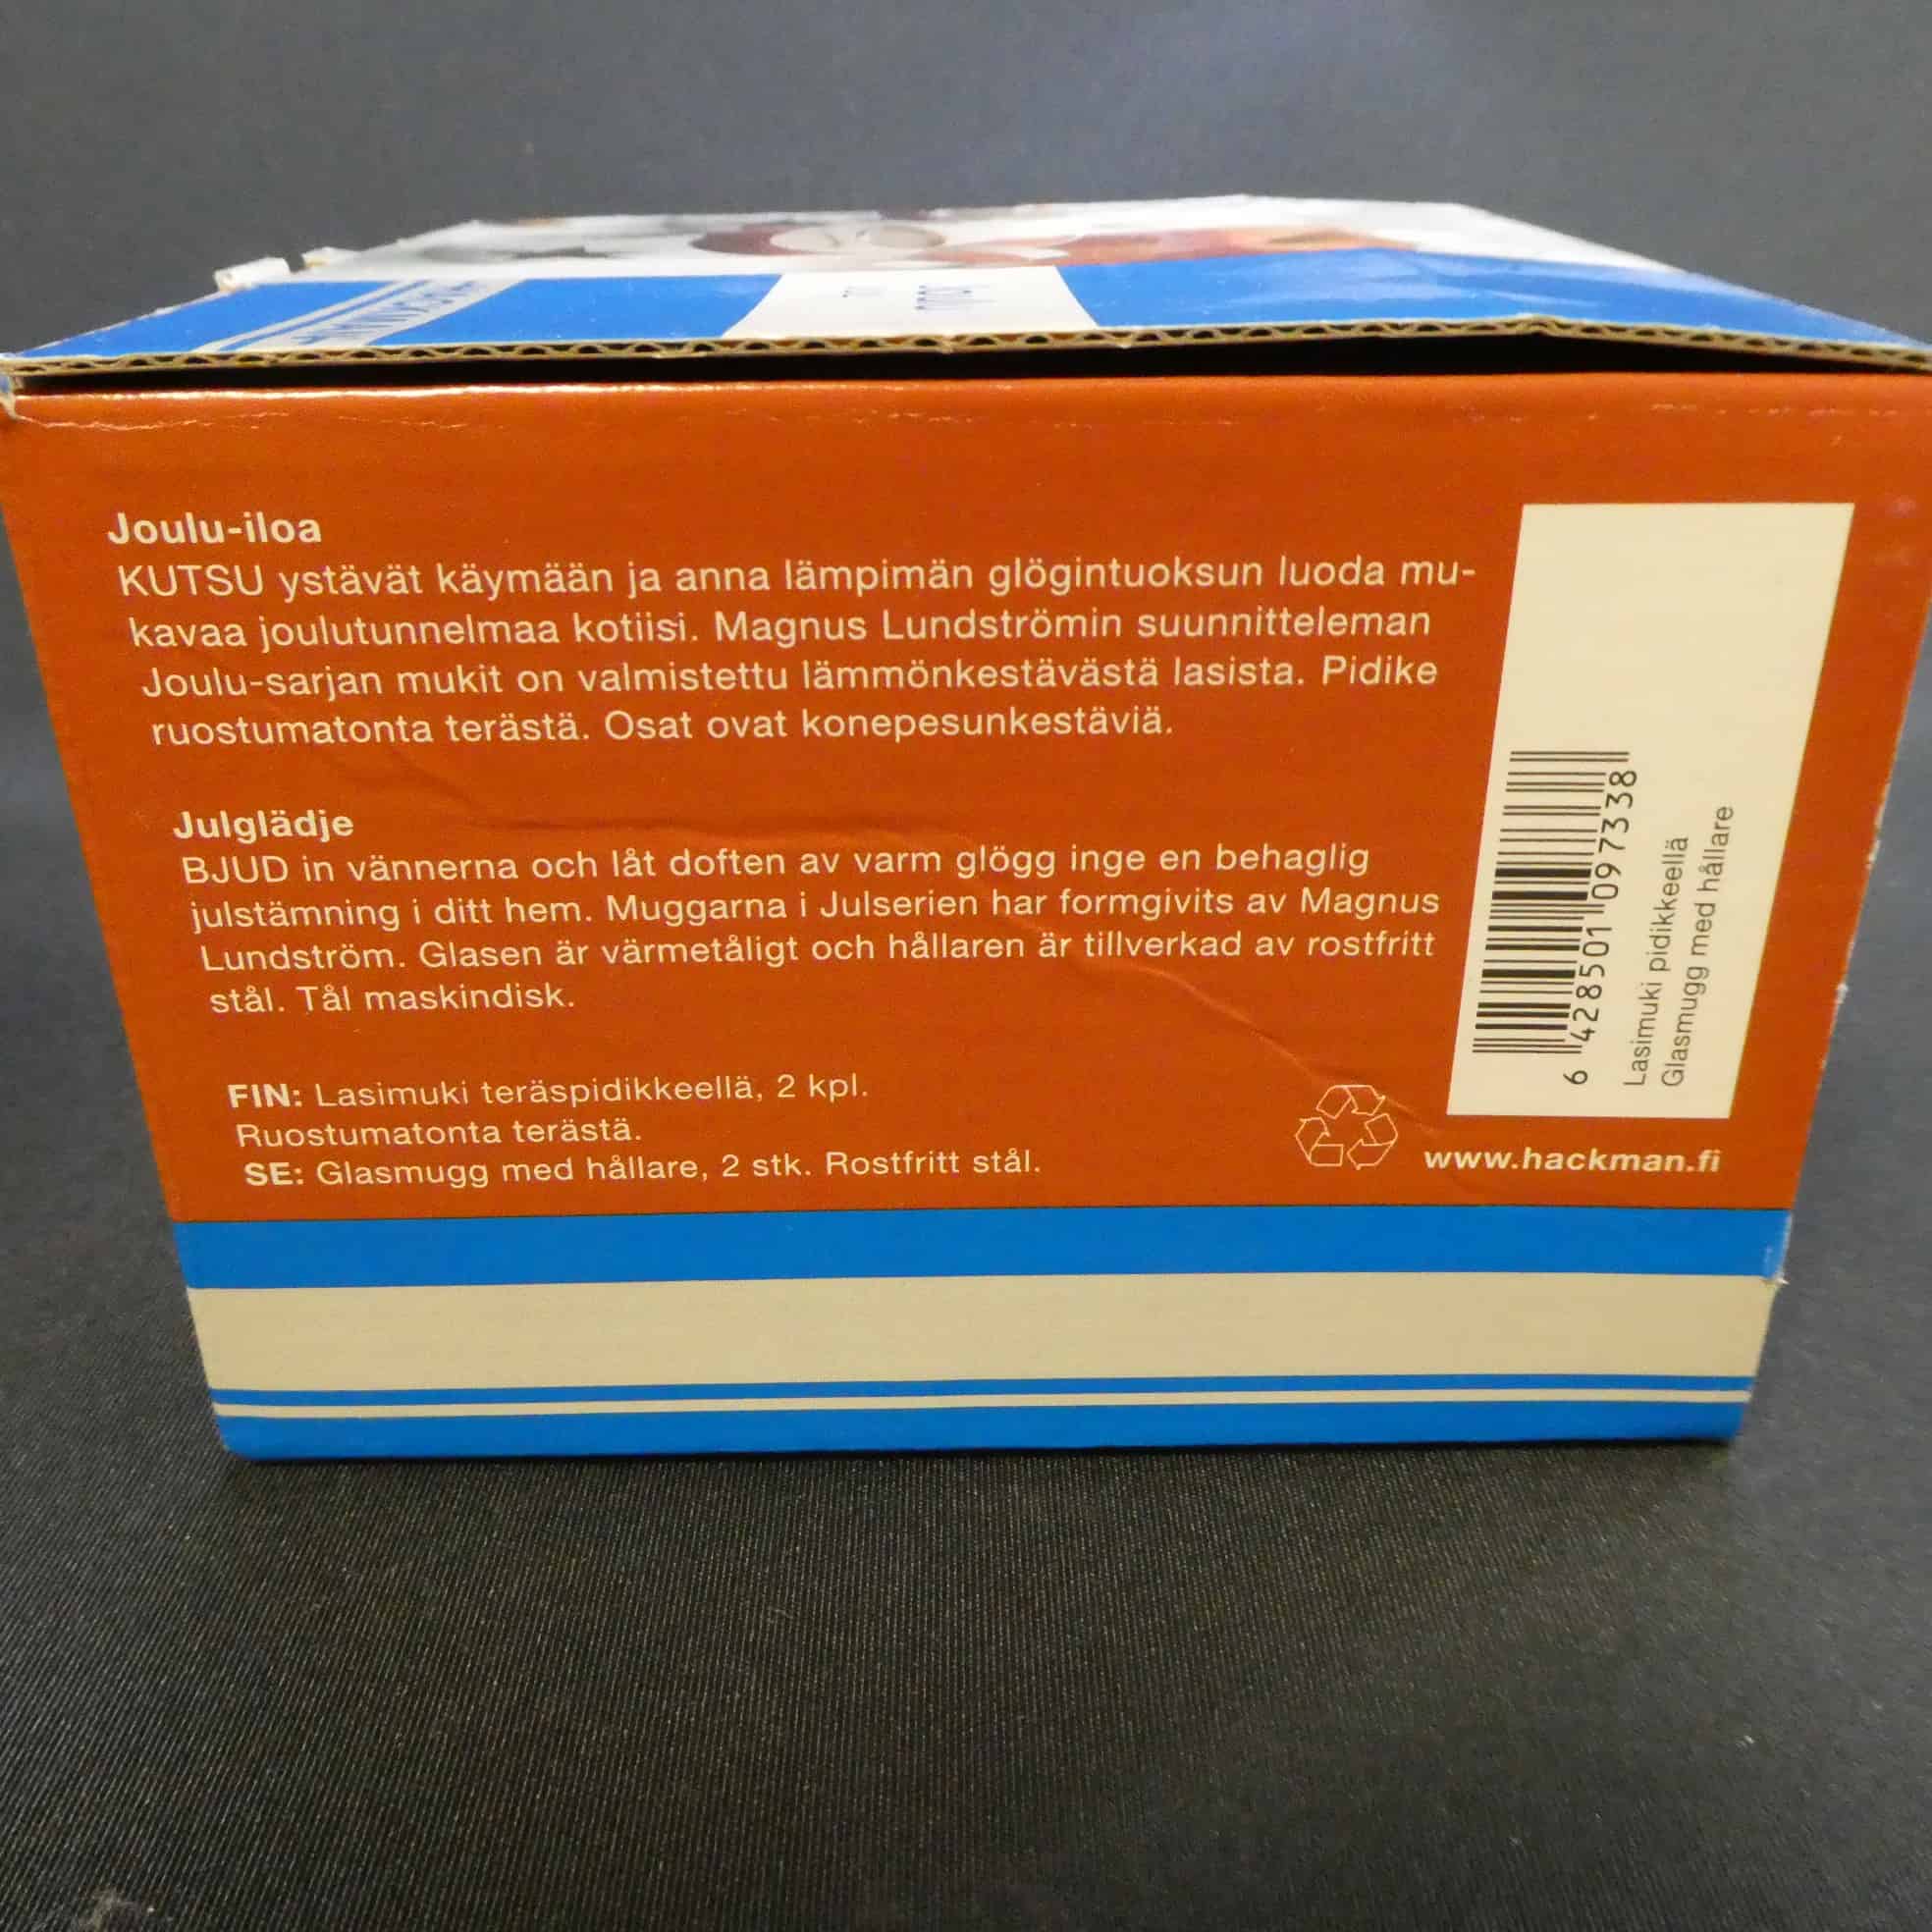 HACKMAN
Joulu
Joulu-iloa
KUTSU ystävät käymään ja anna lämpimän glögintuoksun luoda mu-
kavaa joulutunnelmaa kotiisi. Magnus Lundströmin suunnitteleman
Joulu-sarjan mukit on valmistettu lämmönkestävästä lasista. Pidike
ruostumatonta terästä. Osat ovat konepesunkestäviä.
Julglädje
BJUD in vännerna och låt doften av varm glögg inge en behaglig
julstämning i ditt hem. Muggarna i Julserien har formgivits av Magnus
Lundström. Glasen är värmetåligt och hållaren är tillverkad av rostfritt
stål. Tål maskindisk.
FIN: Lasimuki teräspidikkeellä, 2 kpl.
Ruostumatonta terästä.
SE: Glasmugg med hållare, 2 stk. Rostfritt stål.
6 428501 097338
Lasimuki pidikkeellä
Glasmugg med hållare
www.hackman.fi